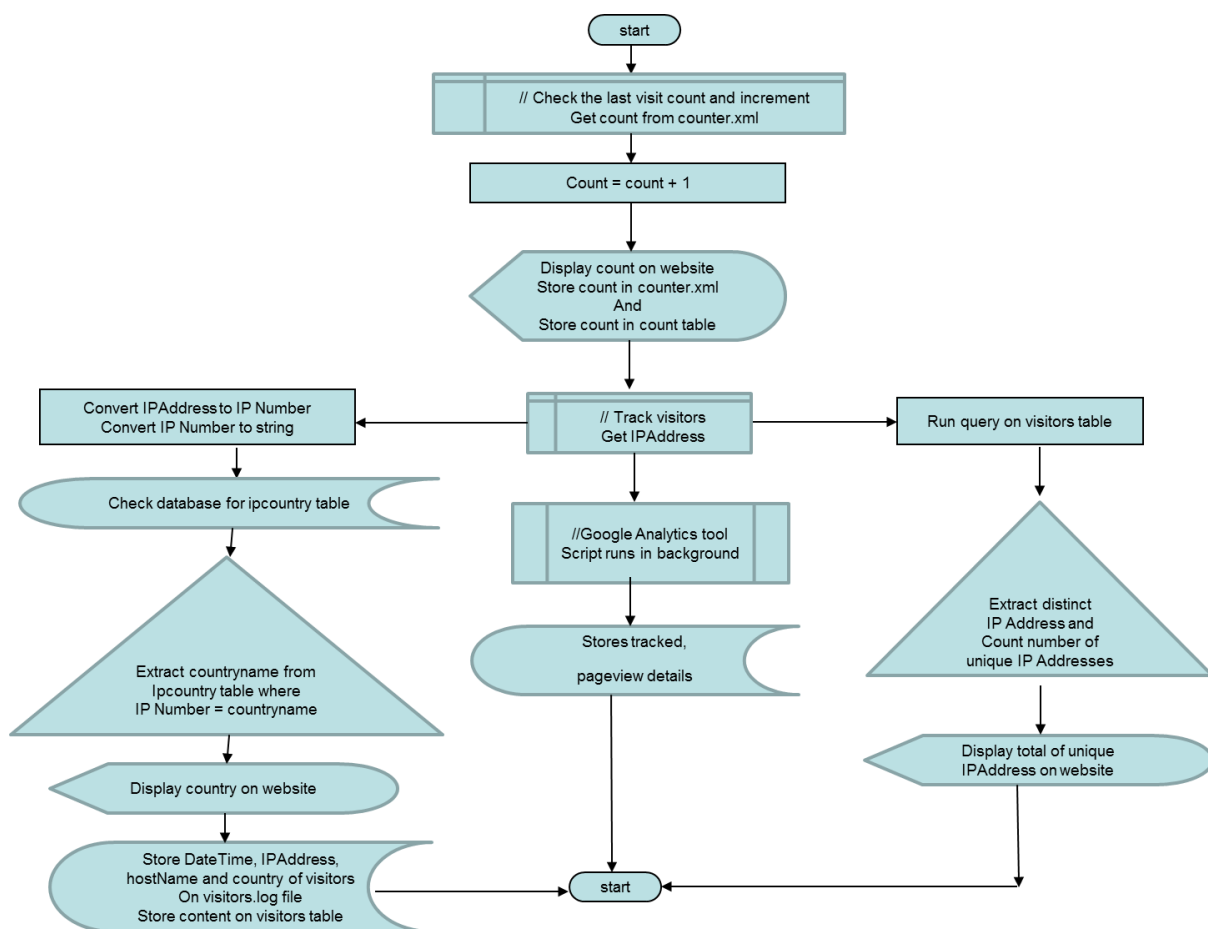 start
// Check the last visit count and increment
Get count from counter.xml
Count = count + 1
Display count on website
Store count in counter.xml
And
Store count in count table
Convert IPAddress to IP Number
Convert IP Number to string
// Track visitors
Get IPAddress
Run query on visitors table
Check database for ipcountry table
//Google Analytics tool
Script runs in background
Extract distinct
IP Address and
Count number of
unique IP Addresses
Extract countryname from
Ipcountry table where
IP Number = countryname
Stores tracked,
pageview details
Display country on website
Display total of unique
IPAddress on website
Store DateTime, IPAddress,
hostName and country of visitors
On visitors.log file
Store content on visitors table
start